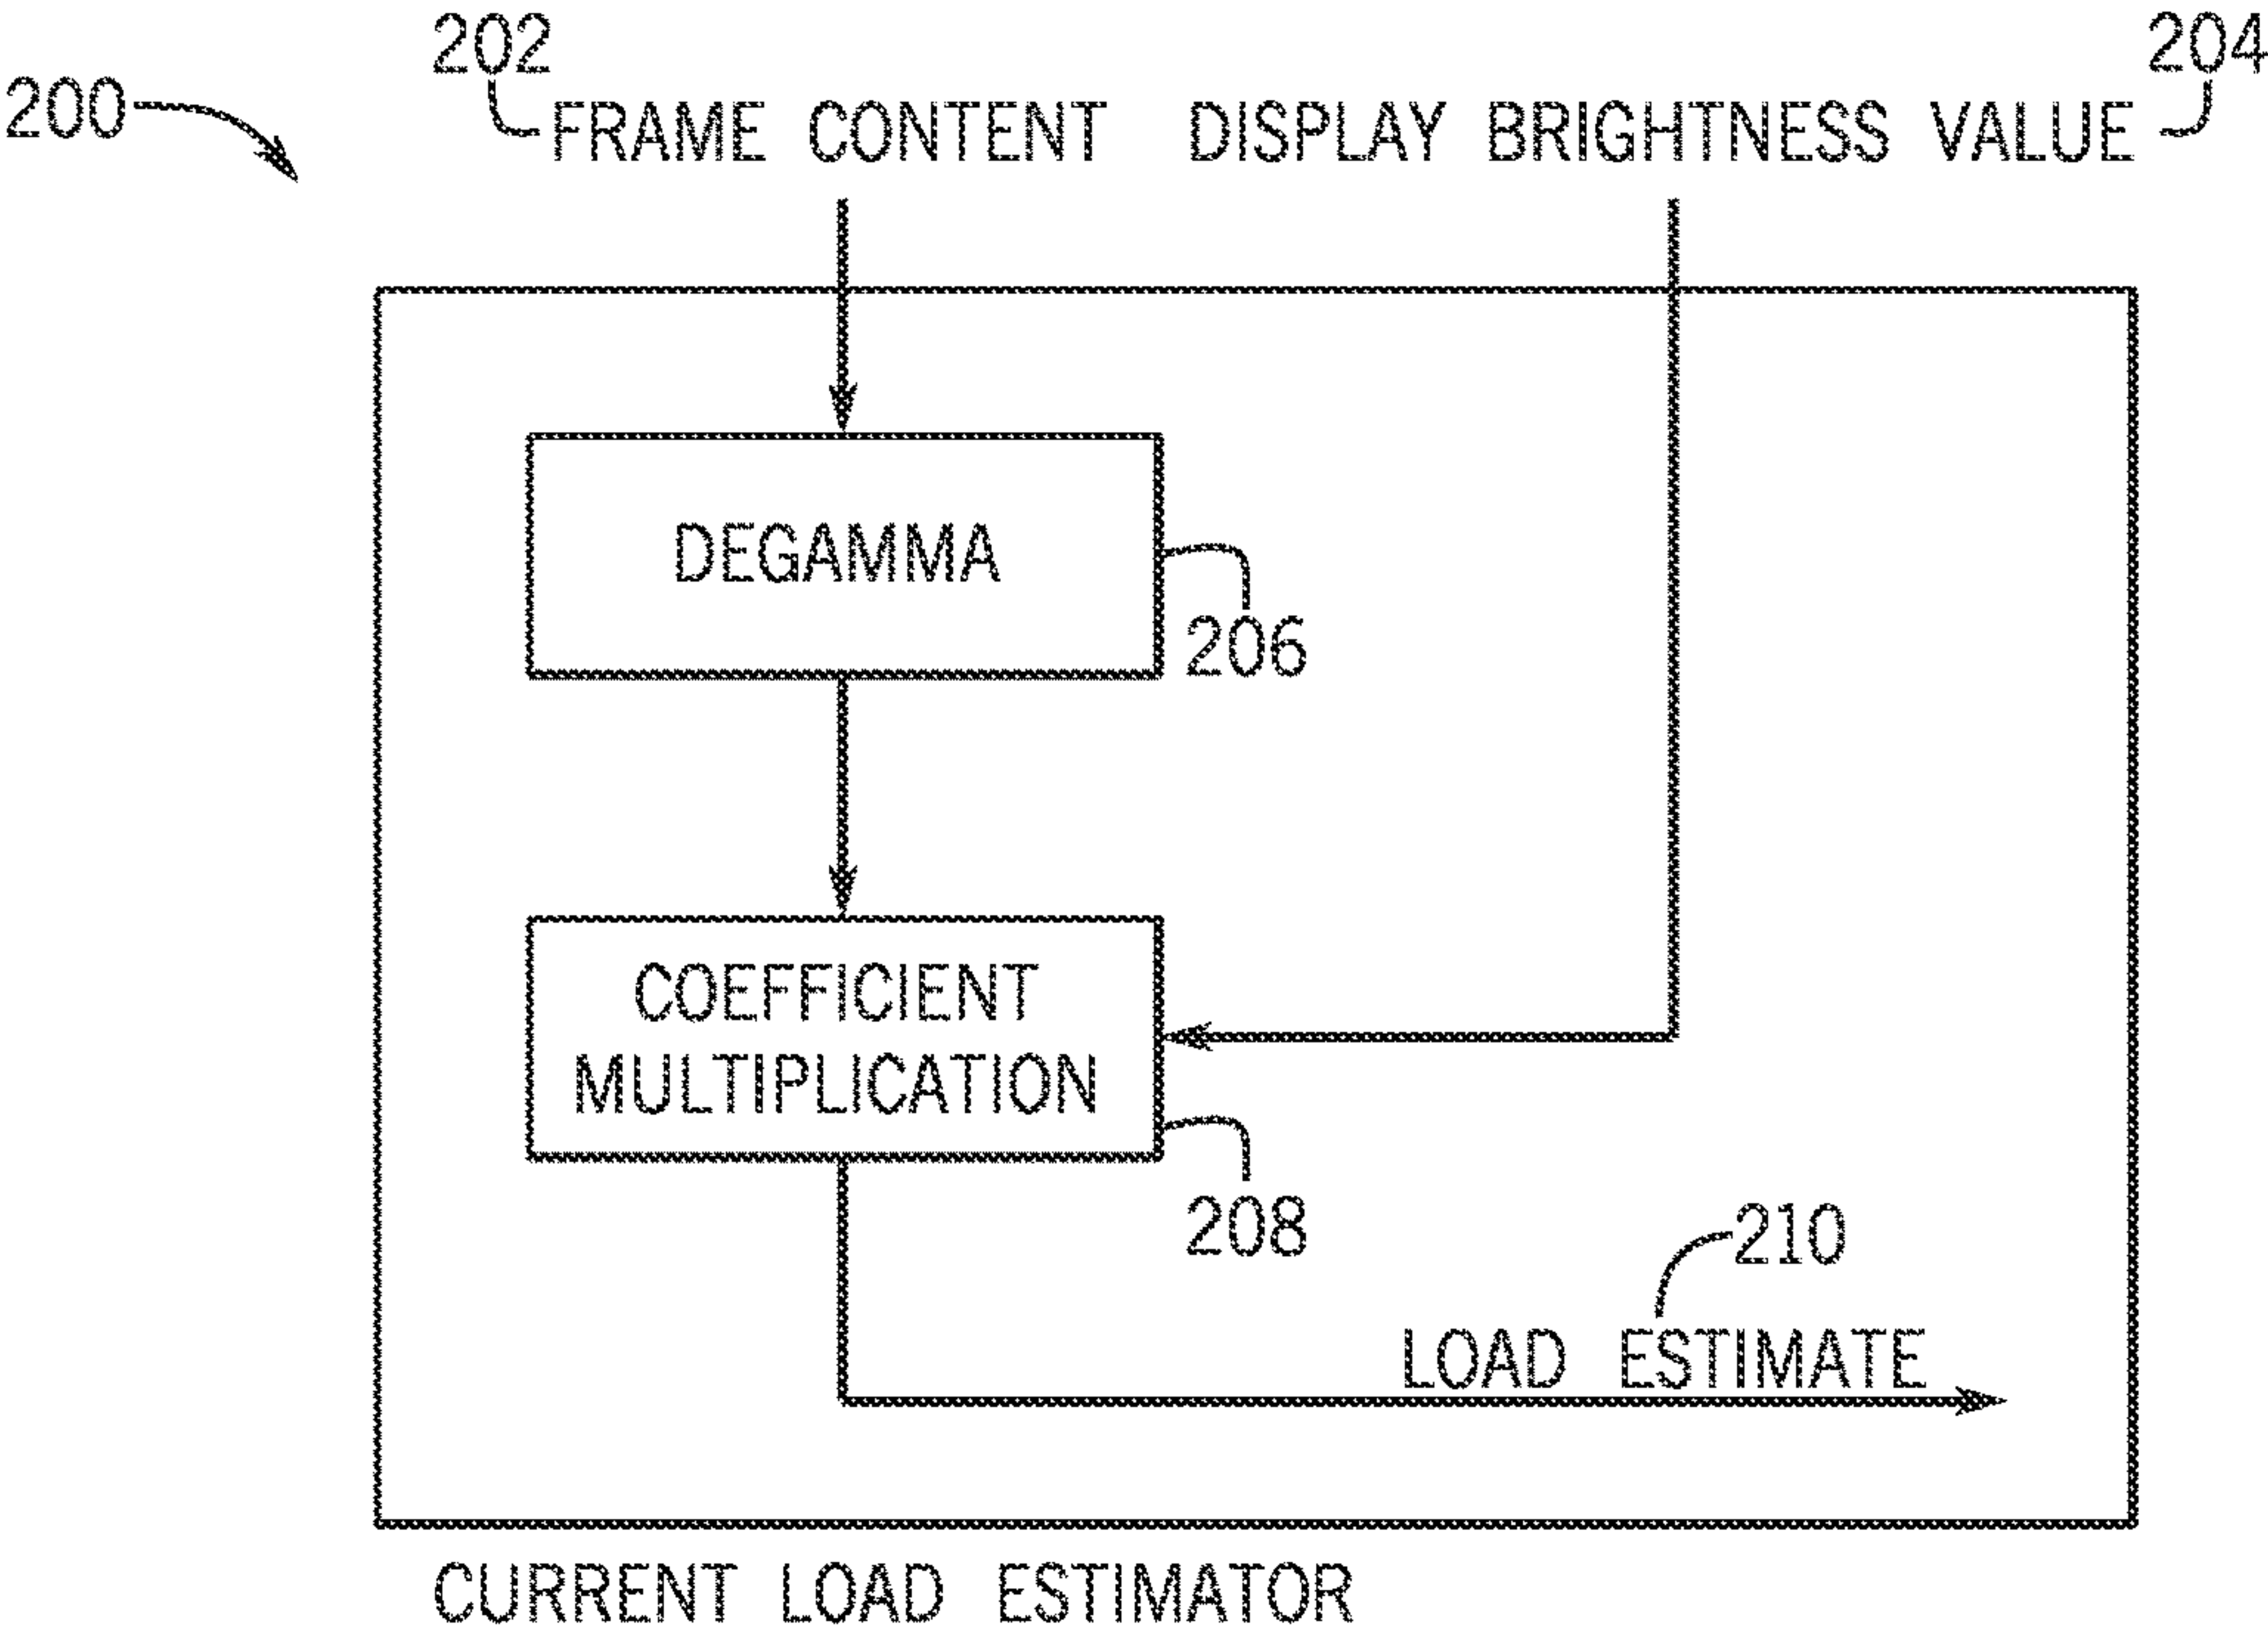 202
204
200
FRAME CONTENT
DISPLAY BRIGHTNESS VALUE
DEGAMMA
206
COEFFICIENT
MULTIPLICATION
208
210
LOAD ESTIMATE
CURRENT LOAD ESTIMATOR